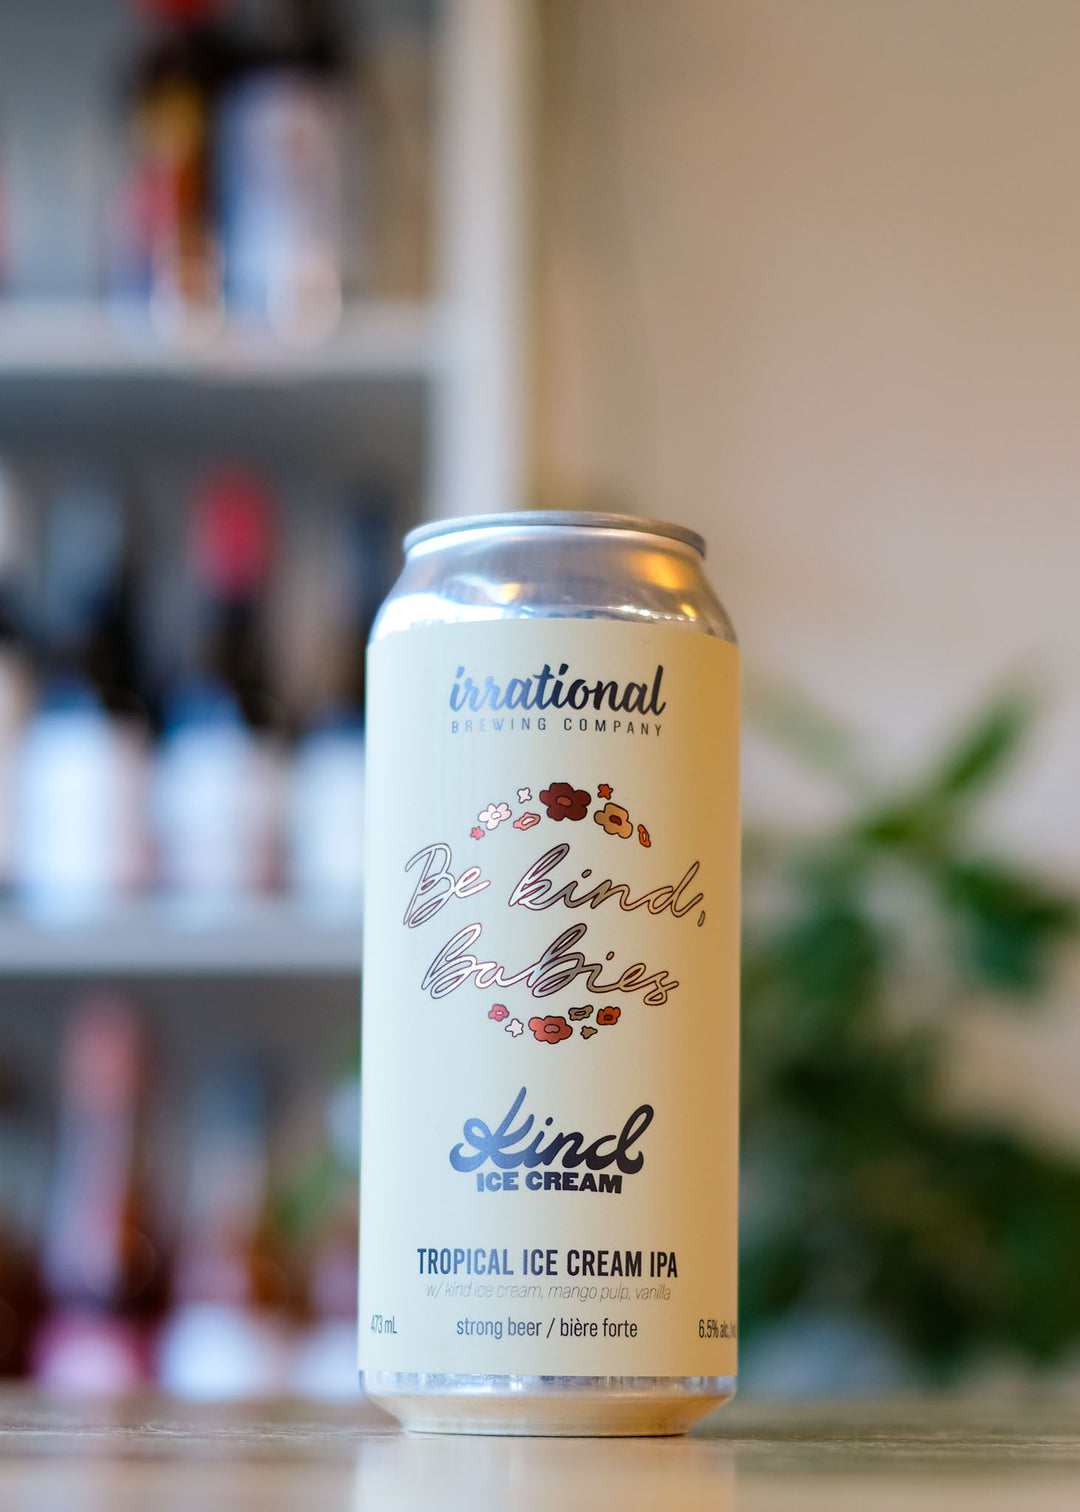 irrational
BREWING COMPANY
Be kind,
Babies
Kind
ICE CREAM
TROPICAL ICE CREAM IPA
w/ kind ice cream, mango pulp, vanilla
473 mL strong beer / bière forte 6.5% alc./